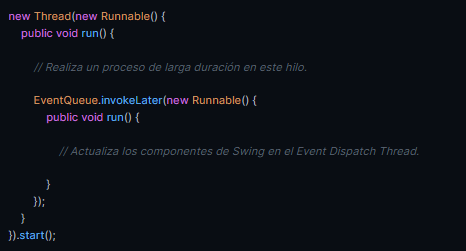 new Thread(new Runnable() {
    public void run() {
        // Realiza un proceso de larga duración en este hilo.
        EventQueue.invokeLater(new Runnable() {
            public void run() {
                // Actualiza los componentes de Swing en el Event Dispatch Thread.
            }
        });
    }
}).start();